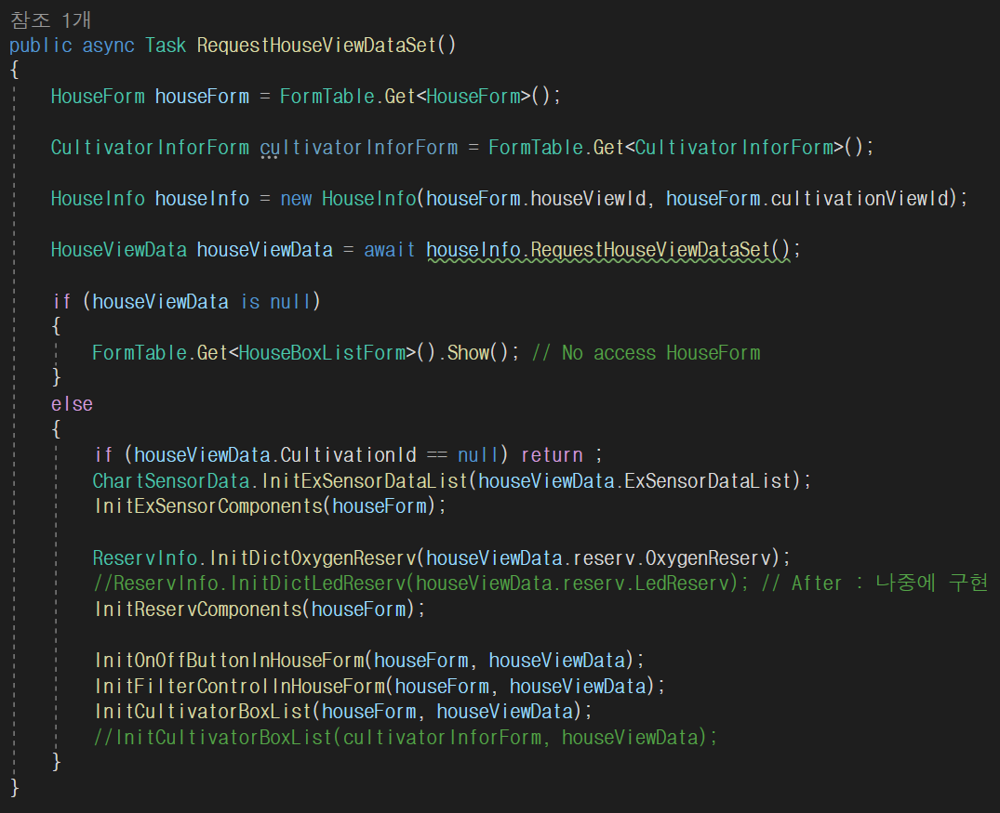 참조 1개
public async Task RequestHouseViewDataSet()
{
HouseForm houseForm = FormTable.Get<HouseForm>();
CultivatorInforForm cultivatorInforForm = FormTable.Get<CultivatorInforForm>();
HouseInfo houseInfo = new HouseInfo(houseForm.houseViewId, houseForm.cultivationViewId);
HouseViewData houseViewData = await houseInfo.RequestHouseViewDataSet();
if (houseViewData is null)
{
FormTable.Get<HouseBoxListForm>().Show(); // No access HouseForm
}
else
{
if (houseViewData.CultivationId == null) return ;
ChartSensorData.InitExSensorDataList(houseViewData.ExSensorDataList);
InitExSensorComponents(houseForm);
ReservInfo.InitDictOxygenReserv(houseViewData.reserv.OxygenReserv);
//ReservInfo.InitDictLedReserv(houseViewData.reserv.LedReserv); // After : 나중에 구현
InitReservComponents(houseForm);
InitOnOffButtonInHouseForm(houseForm, houseViewData);
InitFilterControlInHouseForm(houseForm, houseViewData);
InitCultivatorBoxList(houseForm, houseViewData);
//InitCultivatorBoxList(cultivatorInforForm, houseViewData);
}
}